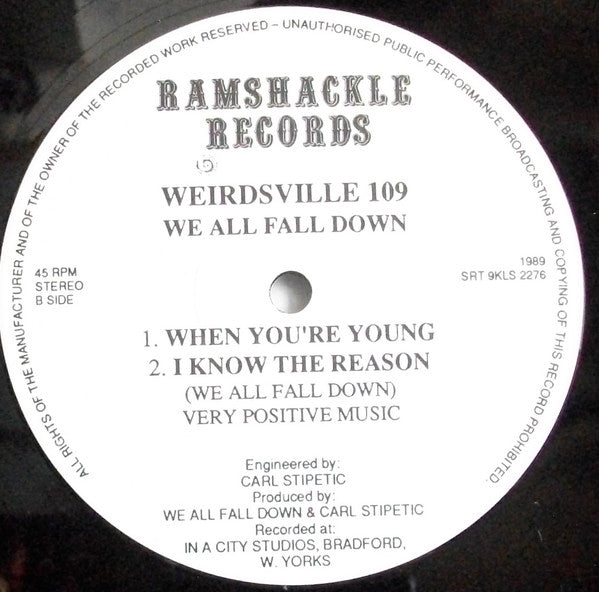 ALL RIGHTS OF THE MANUFACTURER AND OF THE OWNER OF THE RECORDED WORK RESERVED – UNAUTHORISED PUBLIC PERFORMANCE BROADCASTING AND COPYING OF THIS RECORD PROHIBITED.
RAMSHACKLE
RECORDS
WEIRDSVILLE 109
WE ALL FALL DOWN
45 RPM
STEREO
B SIDE
1989
SRT 9KLS 2276
1. WHEN YOU'RE YOUNG
2. I KNOW THE REASON
(WE ALL FALL DOWN)
VERY POSITIVE MUSIC
Engineered by:
CARL STIPETIC
Produced by:
WE ALL FALL DOWN & CARL STIPETIC
Recorded at:
IN A CITY STUDIOS, BRADFORD,
W. YORKS